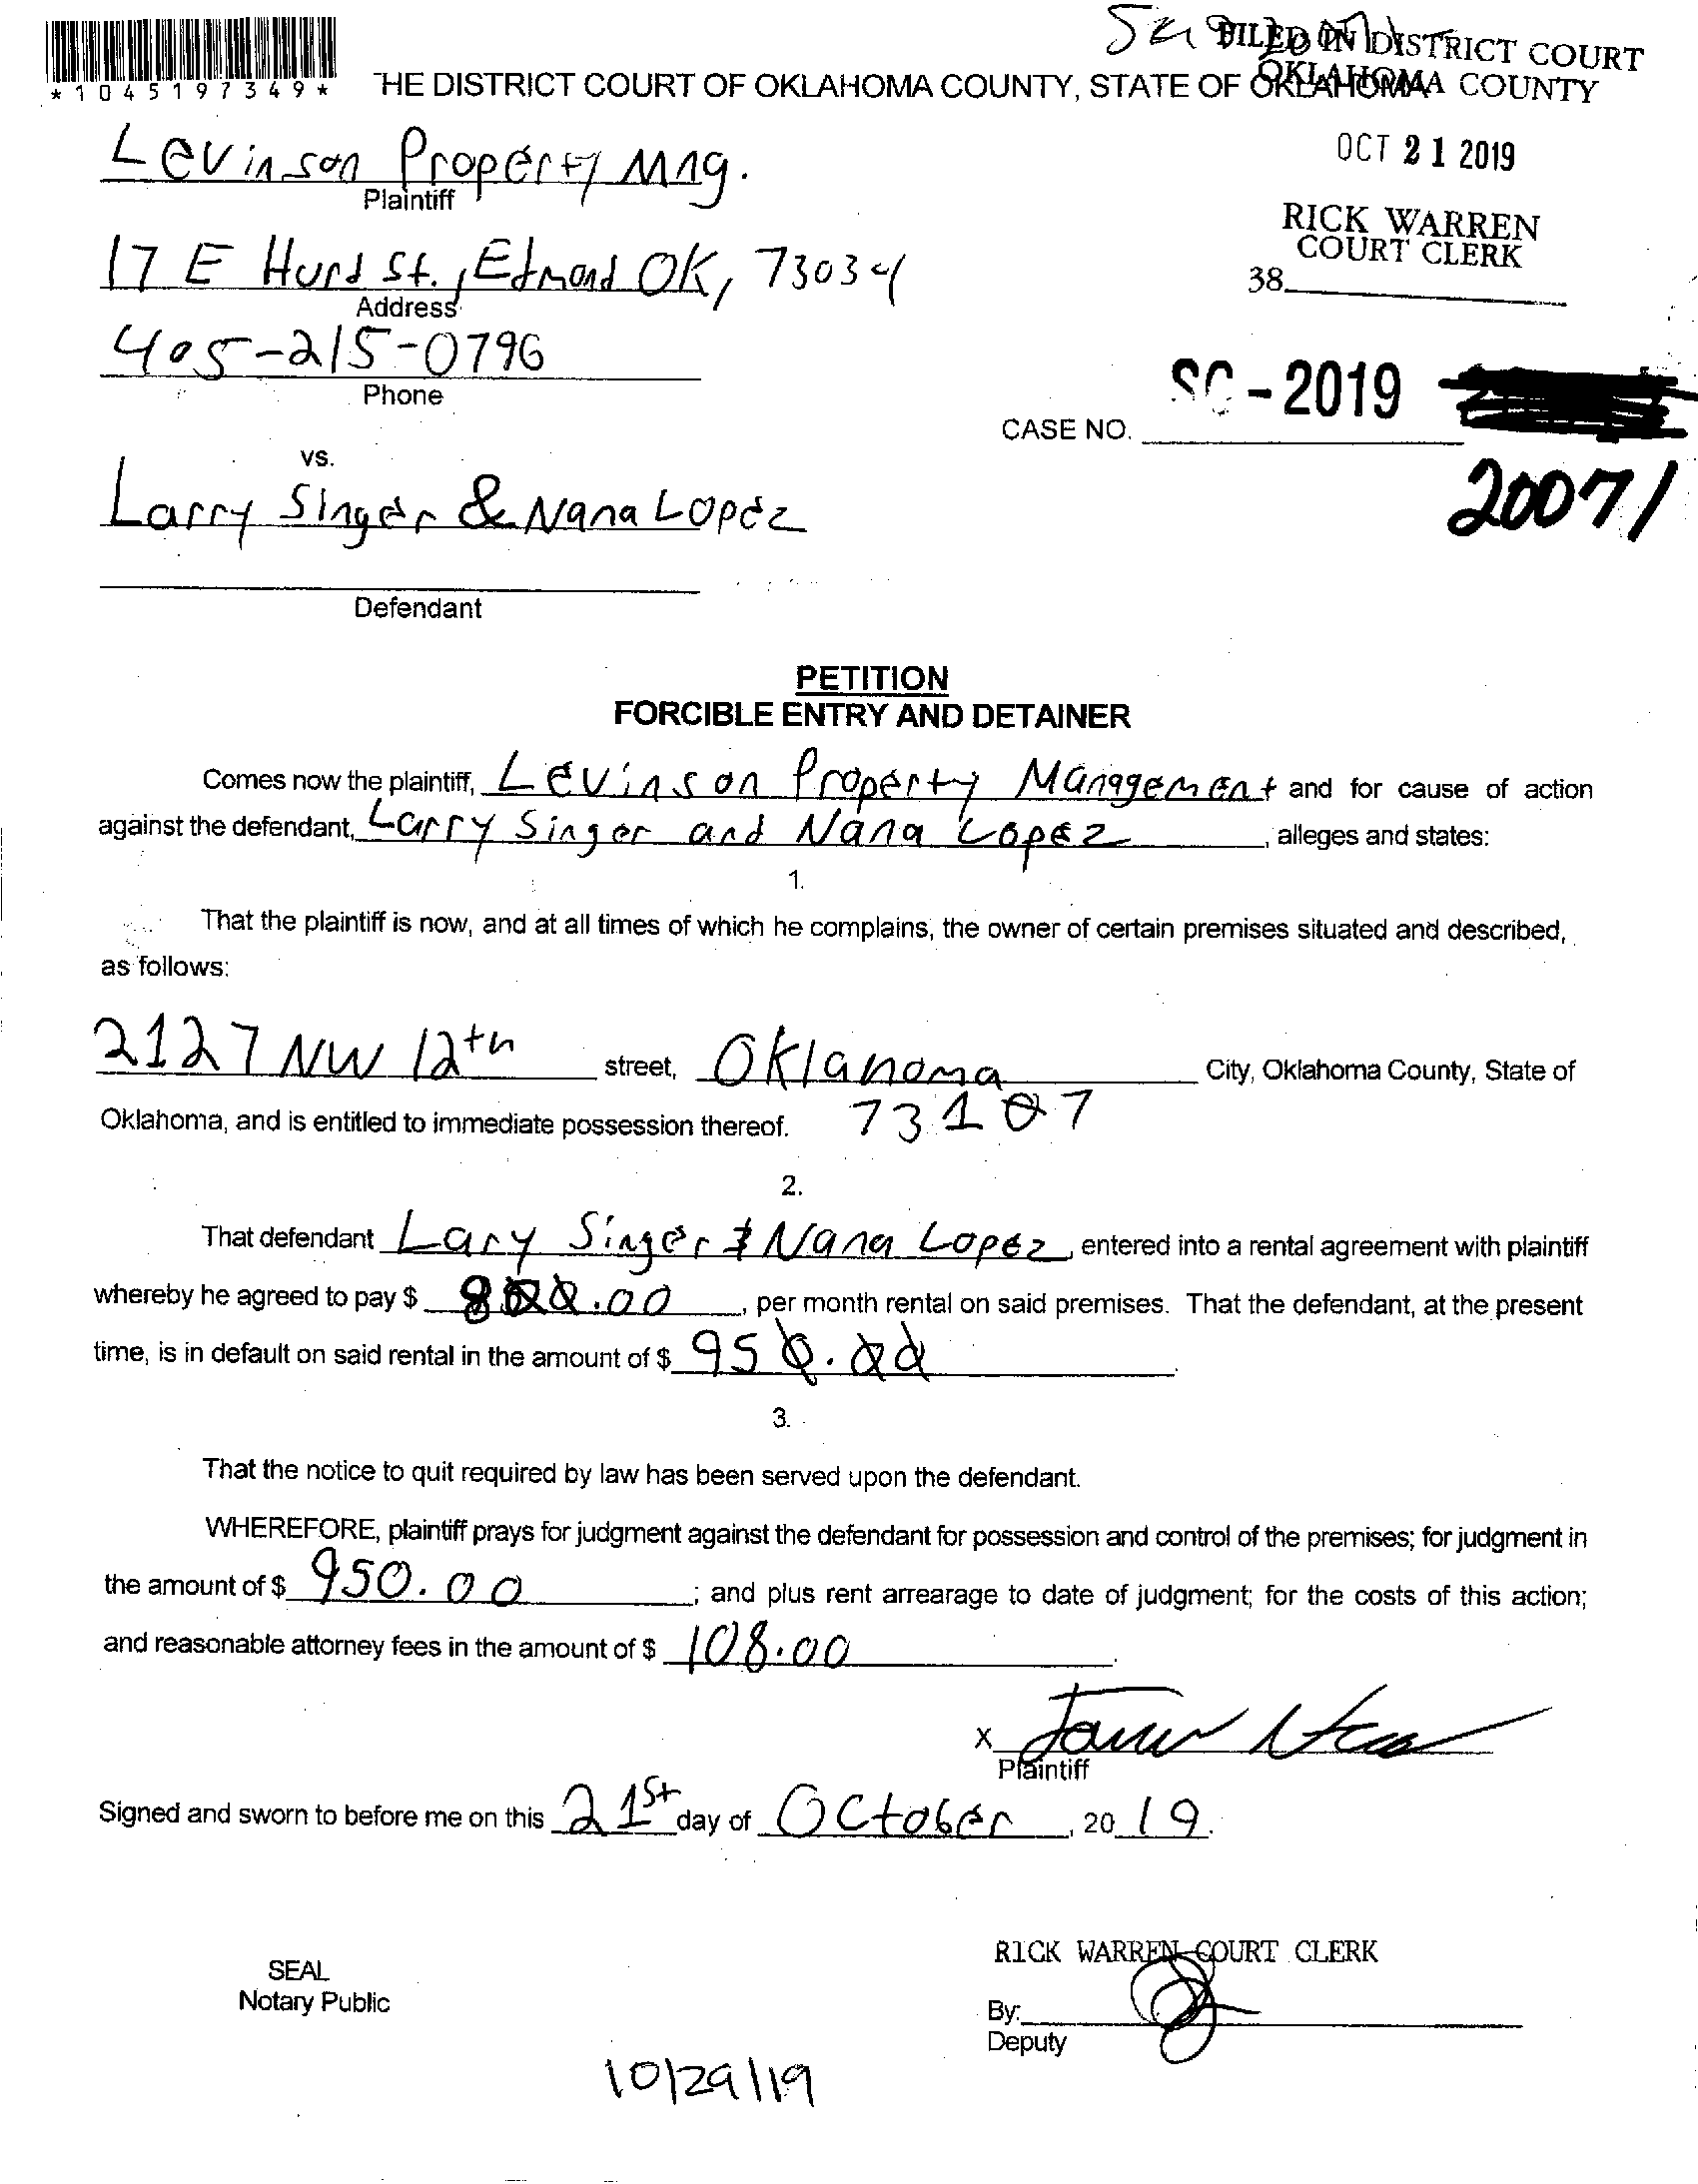 FILED IN DISTRICT COURT
OKLAHOMA COUNTY
*1045197349*
THE DISTRICT COURT OF OKLAHOMA COUNTY, STATE OF OKLAHOMA
OCT 21 2019
RICK WARREN
COURT CLERK
38
Levinson Property Mng.
Plaintiff
17 E Hurd St., Edmond OK, 73034
Address
405-215-0796
Phone
CASE NO. SC-2019
20071
vs.
Larry Singer & Nana Lopez
Defendant
PETITION
FORCIBLE ENTRY AND DETAINER
Comes now the plaintiff, Levinson Property Management and for cause of action
against the defendant, Larry Singer and Nana Lopez, alleges and states:
1.
That the plaintiff is now, and at all times of which he complains, the owner of certain premises situated and described,
as follows:
2127 NW 12th street, Oklahoma City, Oklahoma County, State of
Oklahoma, and is entitled to immediate possession thereof. 73107
2.
That defendant Lary Singer & Nana Lopez, entered into a rental agreement with plaintiff
whereby he agreed to pay $ 800.00, per month rental on said premises. That the defendant, at the present
time, is in default on said rental in the amount of $ 950.00.
3.
That the notice to quit required by law has been served upon the defendant.
WHEREFORE, plaintiff prays for judgment against the defendant for possession and control of the premises; for judgment in
the amount of $ 950.00; and plus rent arrearage to date of judgment; for the costs of this action;
and reasonable attorney fees in the amount of $ 108.00.
X
Plaintiff
Signed and sworn to before me on this 21st day of October, 2019.
RICK WARREN COURT CLERK
SEAL
Notary Public
By:
Deputy
10/29/19